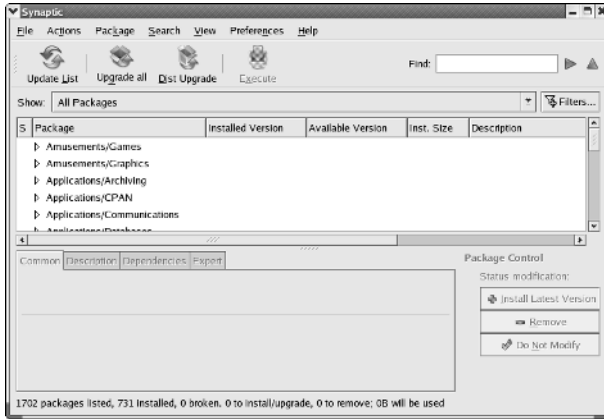 Synaptic
File Actions Package Search View Preferences Help
Update List Upgrade all Dist Upgrade Execute Find:
Show: All Packages Filters...
S Package Installed Version Available Version Inst. Size Description
Amusements/Games
Amusements/Graphics
Applications/Archiving
Applications/CPAN
Applications/Communications
Applications/Databases
Common Description Dependencies Expert Package Control
Status modification:
Install Latest Version
Remove
Do Not Modify
1702 packages listed, 731 installed, 0 broken. 0 to install/upgrade, 0 to remove; 0B will be used